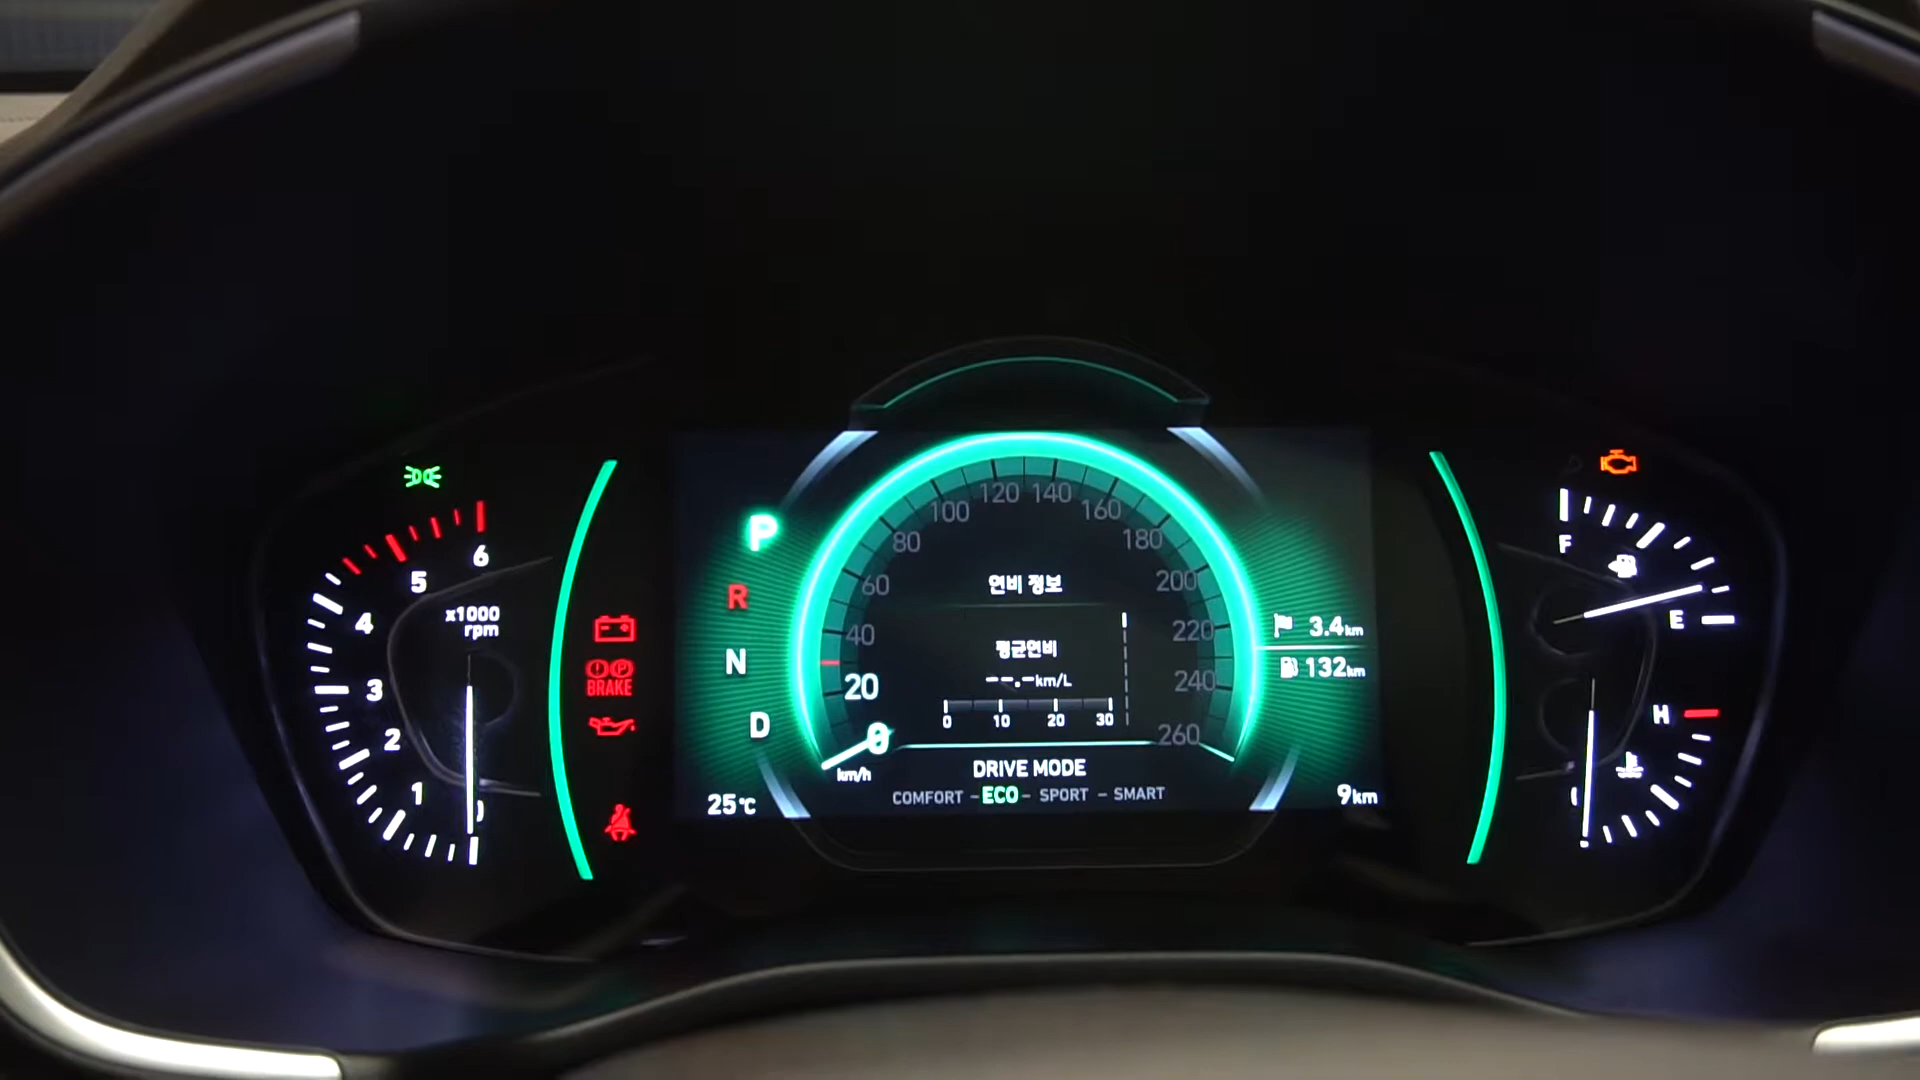 6
5
4
3
2
1
x1000
rpm
BRAKE
P
R
N
D
25℃
0
20
40
60
80
100
120
140
160
180
200
220
240
260
km/h
연비 정보
평균연비
--.-km/L
0 10 20 30
DRIVE MODE
COMFORT - ECO - SPORT - SMART
3.4km
132km
9km
F
E
H